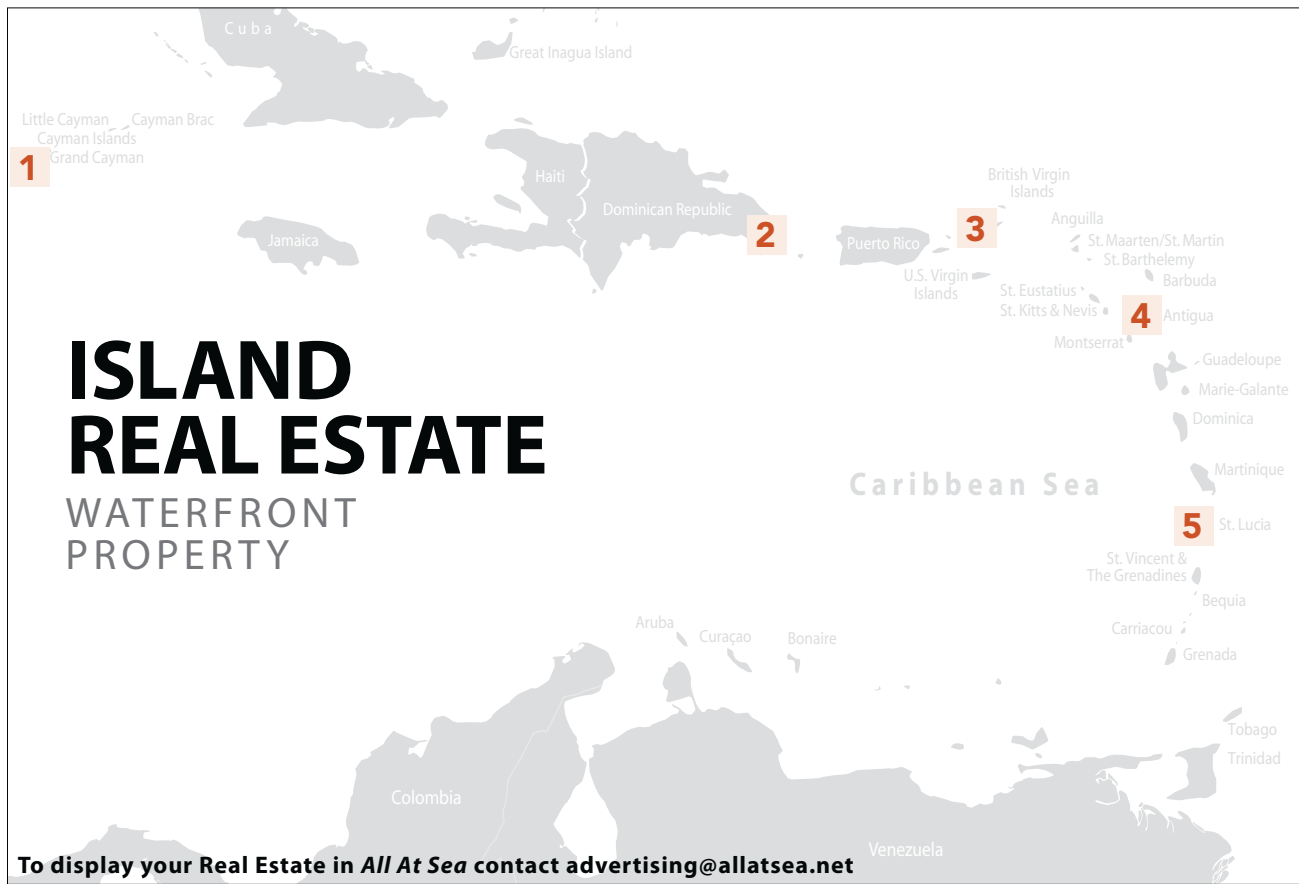 Cuba
Great Inagua Island
Little Cayman
Cayman Brac
Cayman Islands
Grand Cayman
1
Haiti
Dominican Republic
2
Jamaica
Puerto Rico
3
British Virgin
Islands
Anguilla
St. Maarten/St. Martin
St. Barthelemy
Barbuda
U.S. Virgin
Islands
St. Eustatius
St. Kitts & Nevis
4
Antigua
Montserrat
Guadeloupe
Marie-Galante
Dominica
ISLAND
REAL ESTATE
WATERFRONT
PROPERTY
Caribbean Sea
Martinique
5
St. Lucia
St. Vincent &
The Grenadines
Bequia
Carriacou
Grenada
Aruba
Curaçao
Bonaire
Tobago
Trinidad
Colombia
Venezuela
To display your Real Estate in All At Sea contact advertising@allatsea.net